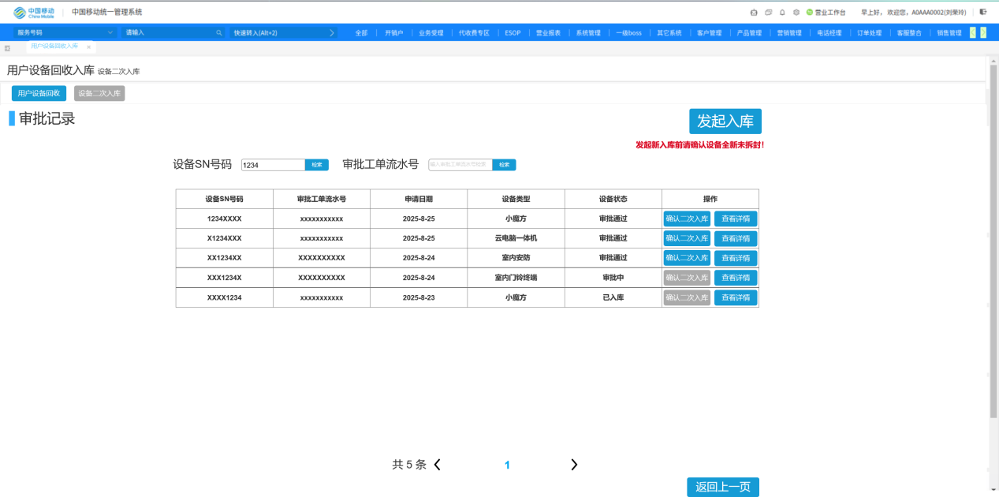 中国移动 China Mobile 中国移动统一管理系统 营业工作台 早上好，欢迎您，A0AAA0002(刘荣玲)
服务号码 请输入 快速转入(Alt+2) 全部 开销户 业务受理 代收费专区 ESOP 营业报表 系统管理 一级boss 其它系统 客户管理 产品管理 营销管理 电话经理 订单处理 客服整合 销售管理
用户设备回收入库 ×
用户设备回收入库 设备二次入库
用户设备回收 设备二次入库
审批记录 发起入库
发起新入库前请确认设备全新未拆封！
设备SN号码 1234 检索 审批工单流水号 输入审批工单流水号检索 检索
设备SN号码 审批工单流水号 申请日期 设备类型 设备状态 操作
1234XXXX xxxxxxxxxxx 2025-8-25 小魔方 审批通过 确认二次入库 查看详情
X1234XXX xxxxxxxxxxx 2025-8-25 云电脑一体机 审批通过 确认二次入库 查看详情
XX1234XX XXXXXXXXXX 2025-8-24 室内安防 审批通过 确认二次入库 查看详情
XXX1234X XXXXXXXXXX 2025-8-24 室内门铃终端 审批中 确认二次入库 查看详情
XXXX1234 xxxxxxxxxxx 2025-8-23 小魔方 已入库 确认二次入库 查看详情
共 5 条 1
返回上一页